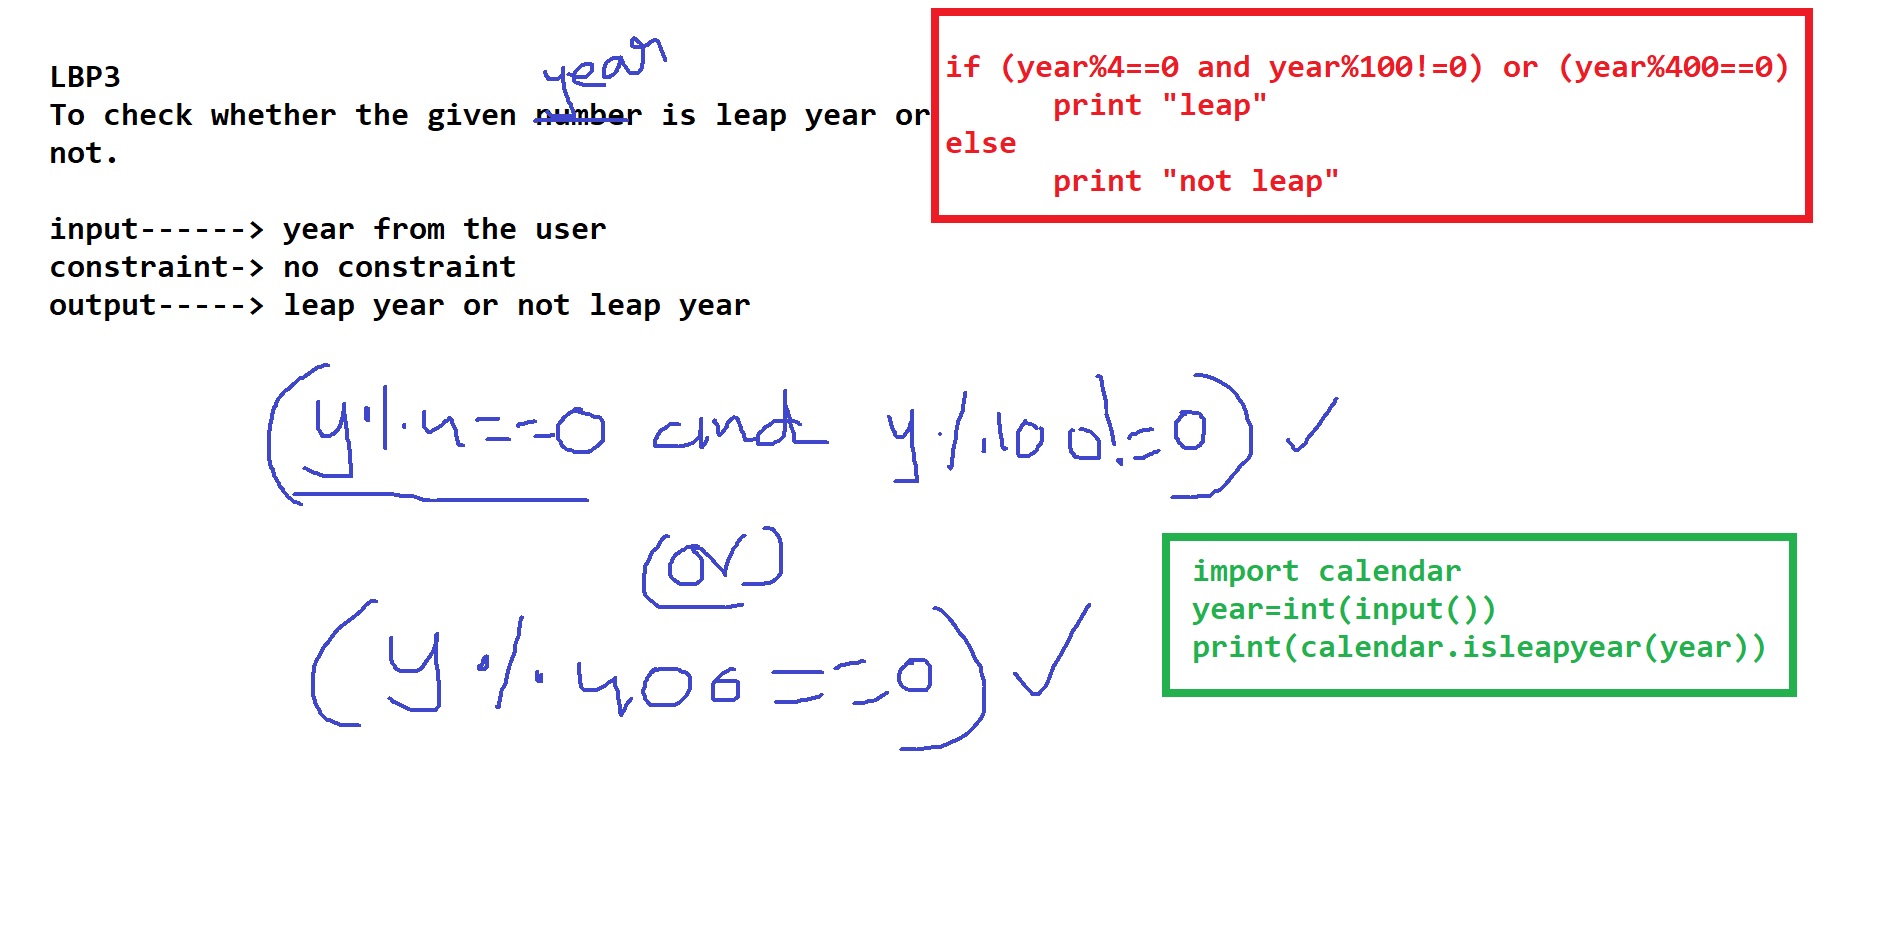 LBP3
year
To check whether the given number is leap year or
not.
input------> year from the user
constraint-> no constraint
output-----> leap year or not leap year
if (year%4==0 and year%100!=0) or (year%400==0)
print "leap"
else
print "not leap"
(y%4==0 and y%100!=0)
(or)
(y%400==0)
import calendar
year=int(input())
print(calendar.isleapyear(year))